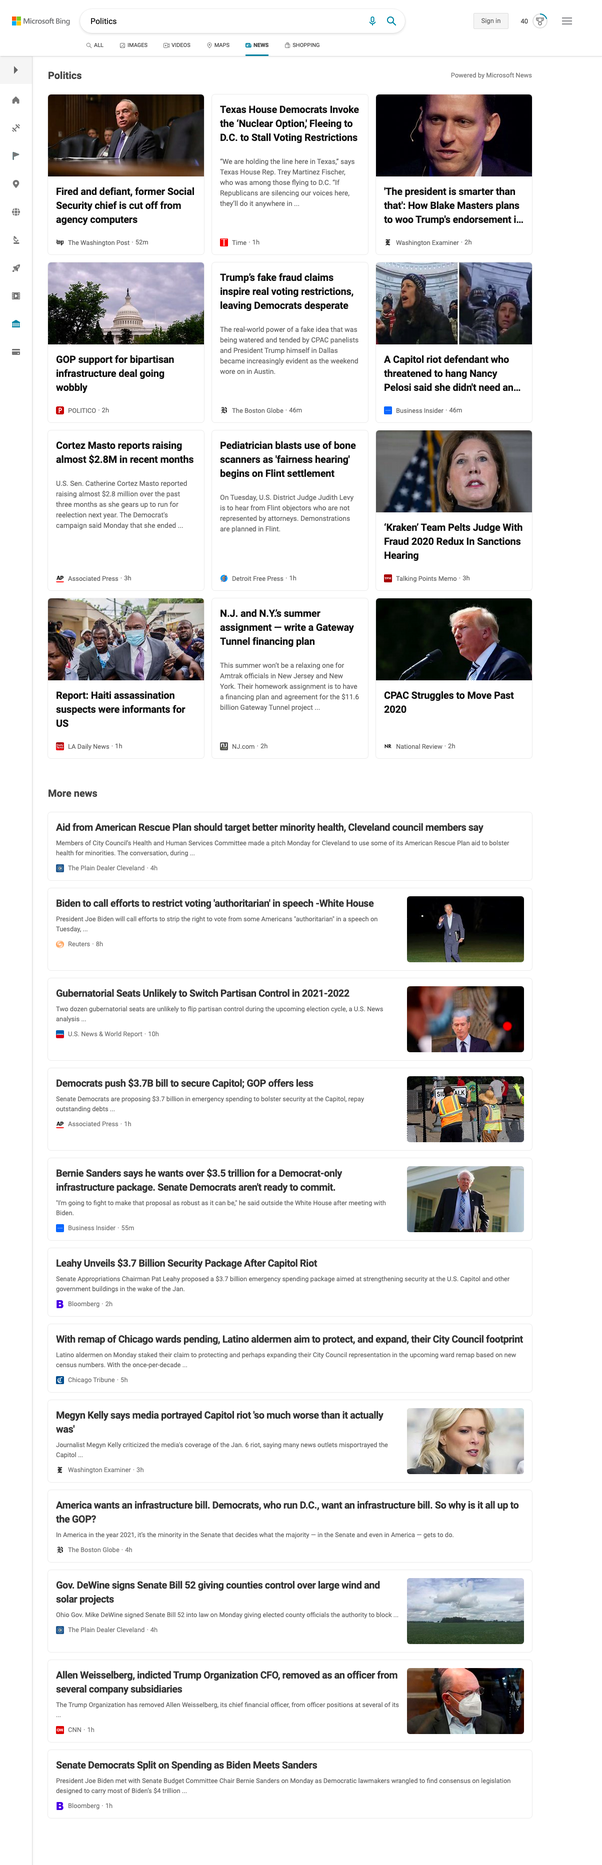 Microsoft Bing
Politics
Sign in
40
ALL
IMAGES
VIDEOS
MAPS
NEWS
SHOPPING
Politics
Powered by Microsoft News
Fired and defiant, former Social
Security chief is cut off from
agency computers
The Washington Post · 52m
Texas House Democrats Invoke
the 'Nuclear Option,' Fleeing to
D.C. to Stall Voting Restrictions
"We are holding the line here in Texas," says
Texas House Rep. Trey Martinez Fischer,
who was among those flying to D.C. "If
Republicans are silencing our voices here,
they'll do it anywhere in ...
Time · 1h
'The president is smarter than
that': How Blake Masters plans
to woo Trump's endorsement i...
Washington Examiner · 2h
GOP support for bipartisan
infrastructure deal going
wobbly
POLITICO · 2h
Trump's fake fraud claims
inspire real voting restrictions,
leaving Democrats desperate
The real-world power of a fake idea that was
being watered and tended by CPAC panelists
and President Trump himself in Dallas
became increasingly evident as the weekend
wore on in Austin.
The Boston Globe · 46m
A Capitol riot defendant who
threatened to hang Nancy
Pelosi said she didn't need an...
Business Insider · 46m
Cortez Masto reports raising
almost $2.8M in recent months
U.S. Sen. Catherine Cortez Masto reported
raising almost $2.8 million over the past
three months as she gears up to run for
reelection next year. The Democrat's
campaign said Monday that she ended ...
AP Associated Press · 3h
Pediatrician blasts use of bone
scanners as 'fairness hearing'
begins on Flint settlement
On Tuesday, U.S. District Judge Judith Levy
is to hear from Flint objectors who are not
represented by attorneys. Demonstrations
are planned in Flint.
Detroit Free Press · 1h
'Kraken' Team Pelts Judge With
Fraud 2020 Redux In Sanctions
Hearing
Talking Points Memo · 3h
Report: Haiti assassination
suspects were informants for
US
LA Daily News · 1h
N.J. and N.Y.'s summer
assignment — write a Gateway
Tunnel financing plan
This summer won't be a relaxing one for
Amtrak officials in New Jersey and New
York. Their homework assignment is to have
a financing plan and agreement for the $11.6
billion Gateway Tunnel project ...
NJ.com · 2h
CPAC Struggles to Move Past
2020
NR National Review · 2h
More news
Aid from American Rescue Plan should target better minority health, Cleveland council members say
Members of City Council's Health and Human Services Committee made a pitch Monday for Cleveland to use some of its American Rescue Plan aid to bolster
health for minorities. The conversation, during ...
The Plain Dealer Cleveland · 4h
Biden to call efforts to restrict voting 'authoritarian' in speech -White House
President Joe Biden will call efforts to strip the right to vote from some Americans "authoritarian" in a speech on
Tuesday, ...
Reuters · 8h
Gubernatorial Seats Unlikely to Switch Partisan Control in 2021-2022
Two dozen gubernatorial seats are unlikely to flip partisan control during the upcoming election cycle, a U.S. News
analysis ...
U.S. News & World Report · 10h
Democrats push $3.7B bill to secure Capitol; GOP offers less
Senate Democrats are proposing $3.7 billion in emergency spending to bolster security at the Capitol, repay
outstanding debts ...
AP Associated Press · 1h
Bernie Sanders says he wants over $3.5 trillion for a Democrat-only
infrastructure package. Senate Democrats aren't ready to commit.
"I'm going to fight to make that proposal as robust as it can be," he said outside the White House after meeting with
Biden.
Business Insider · 55m
Leahy Unveils $3.7 Billion Security Package After Capitol Riot
Senate Appropriations Chairman Pat Leahy proposed a $3.7 billion emergency spending package aimed at strengthening security at the U.S. Capitol and other
government buildings in the wake of the Jan.
B Bloomberg · 2h
With remap of Chicago wards pending, Latino aldermen aim to protect, and expand, their City Council footprint
Latino aldermen on Monday staked their claim to protecting and perhaps expanding their City Council representation in the upcoming ward remap based on new
census numbers. With the once-per-decade ...
Chicago Tribune · 5h
Megyn Kelly says media portrayed Capitol riot 'so much worse than it actually
was'
Journalist Megyn Kelly criticized the media's coverage of the Jan. 6 riot, saying many news outlets misportrayed the
Capitol ...
Washington Examiner · 3h
America wants an infrastructure bill. Democrats, who run D.C., want an infrastructure bill. So why is it all up to
the GOP?
In America in the year 2021, it's the minority in the Senate that decides what the majority — in the Senate and even in America — gets to do.
The Boston Globe · 4h
Gov. DeWine signs Senate Bill 52 giving counties control over large wind and
solar projects
Ohio Gov. Mike DeWine signed Senate Bill 52 into law on Monday giving elected county officials the authority to block ...
The Plain Dealer Cleveland · 4h
Allen Weisselberg, indicted Trump Organization CFO, removed as an officer from
several company subsidiaries
The Trump Organization has removed Allen Weisselberg, its chief financial officer, from officer positions at several of its
...
CNN · 1h
Senate Democrats Split on Spending as Biden Meets Sanders
President Joe Biden met with Senate Budget Committee Chair Bernie Sanders on Monday as Democratic lawmakers wrangled to find consensus on legislation
designed to carry most of Biden's $4 trillion ...
B Bloomberg · 1h